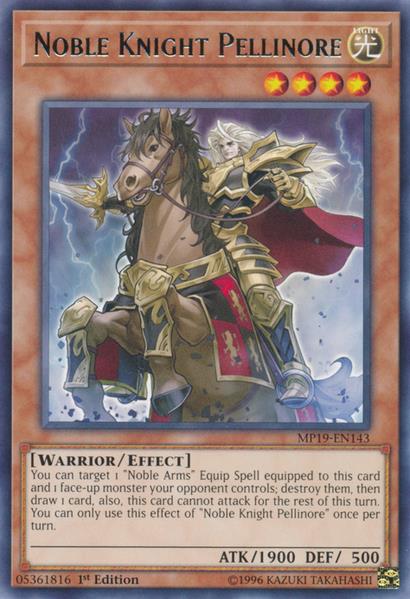 NOBLE KNIGHT PELLINORE
LIGHT
光
MP19-EN143
[WARRIOR/EFFECT]
You can target 1 "Noble Arms" Equip Spell equipped to this card
and 1 face-up monster your opponent controls; destroy them, then
draw 1 card, also, this card cannot attack for the rest of this turn.
You can only use this effect of "Noble Knight Pellinore" once per
turn.
ATK/1900 DEF/ 500
05361816 1st Edition ©1996 KAZUKI TAKAHASHI